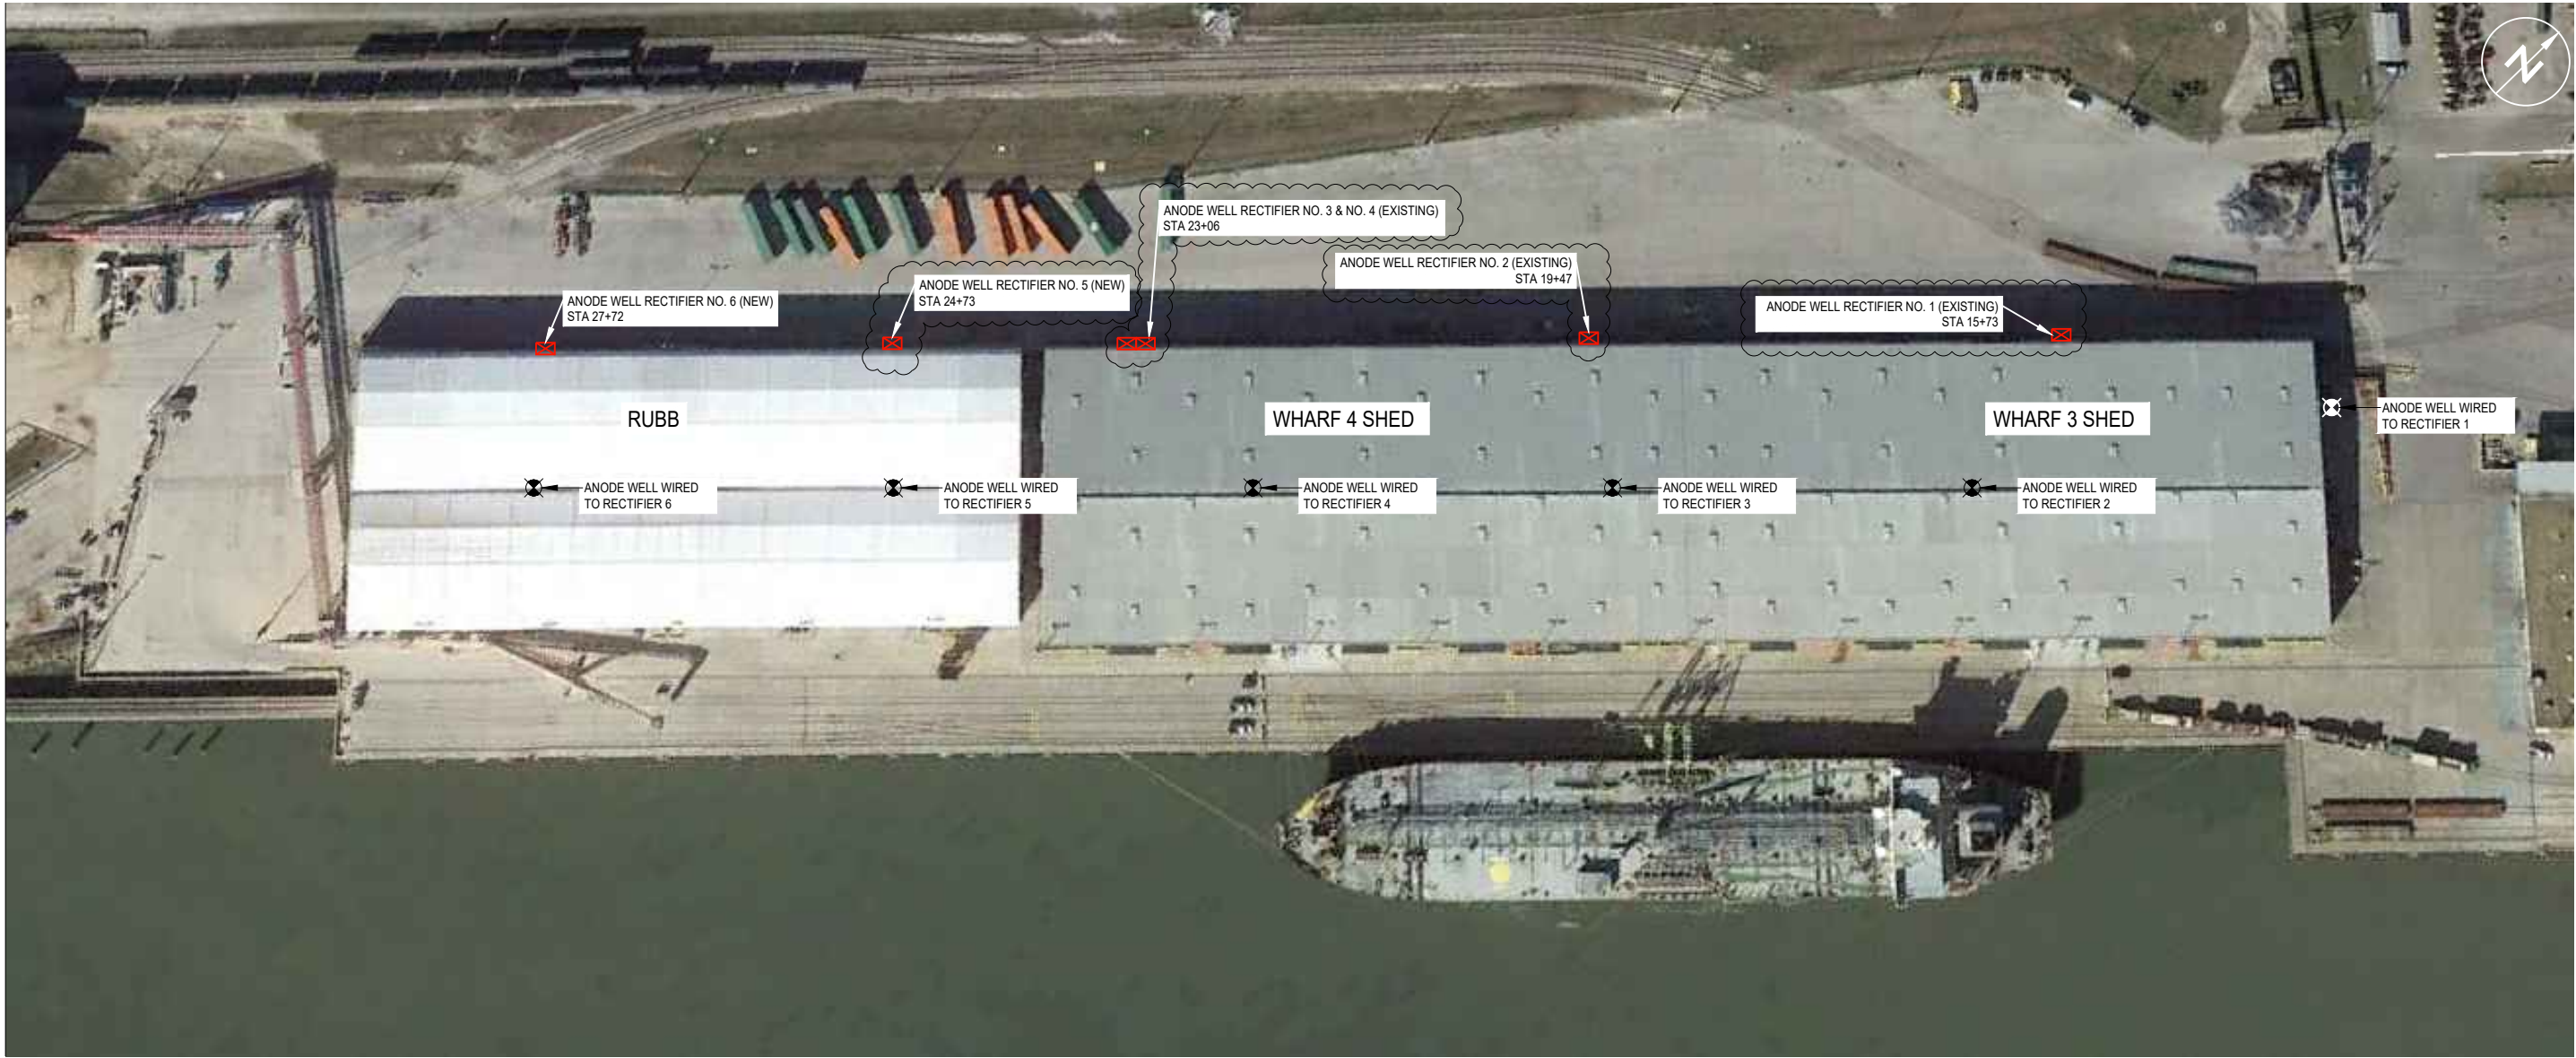 N
ANODE WELL RECTIFIER NO. 3 & NO. 4 (EXISTING)
STA 23+06
ANODE WELL RECTIFIER NO. 2 (EXISTING)
STA 19+47
ANODE WELL RECTIFIER NO. 5 (NEW)
STA 24+73
ANODE WELL RECTIFIER NO. 6 (NEW)
STA 27+72
ANODE WELL RECTIFIER NO. 1 (EXISTING)
STA 15+73
RUBB
WHARF 4 SHED
WHARF 3 SHED
ANODE WELL WIRED
TO RECTIFIER 1
ANODE WELL WIRED
TO RECTIFIER 6
ANODE WELL WIRED
TO RECTIFIER 5
ANODE WELL WIRED
TO RECTIFIER 4
ANODE WELL WIRED
TO RECTIFIER 3
ANODE WELL WIRED
TO RECTIFIER 2